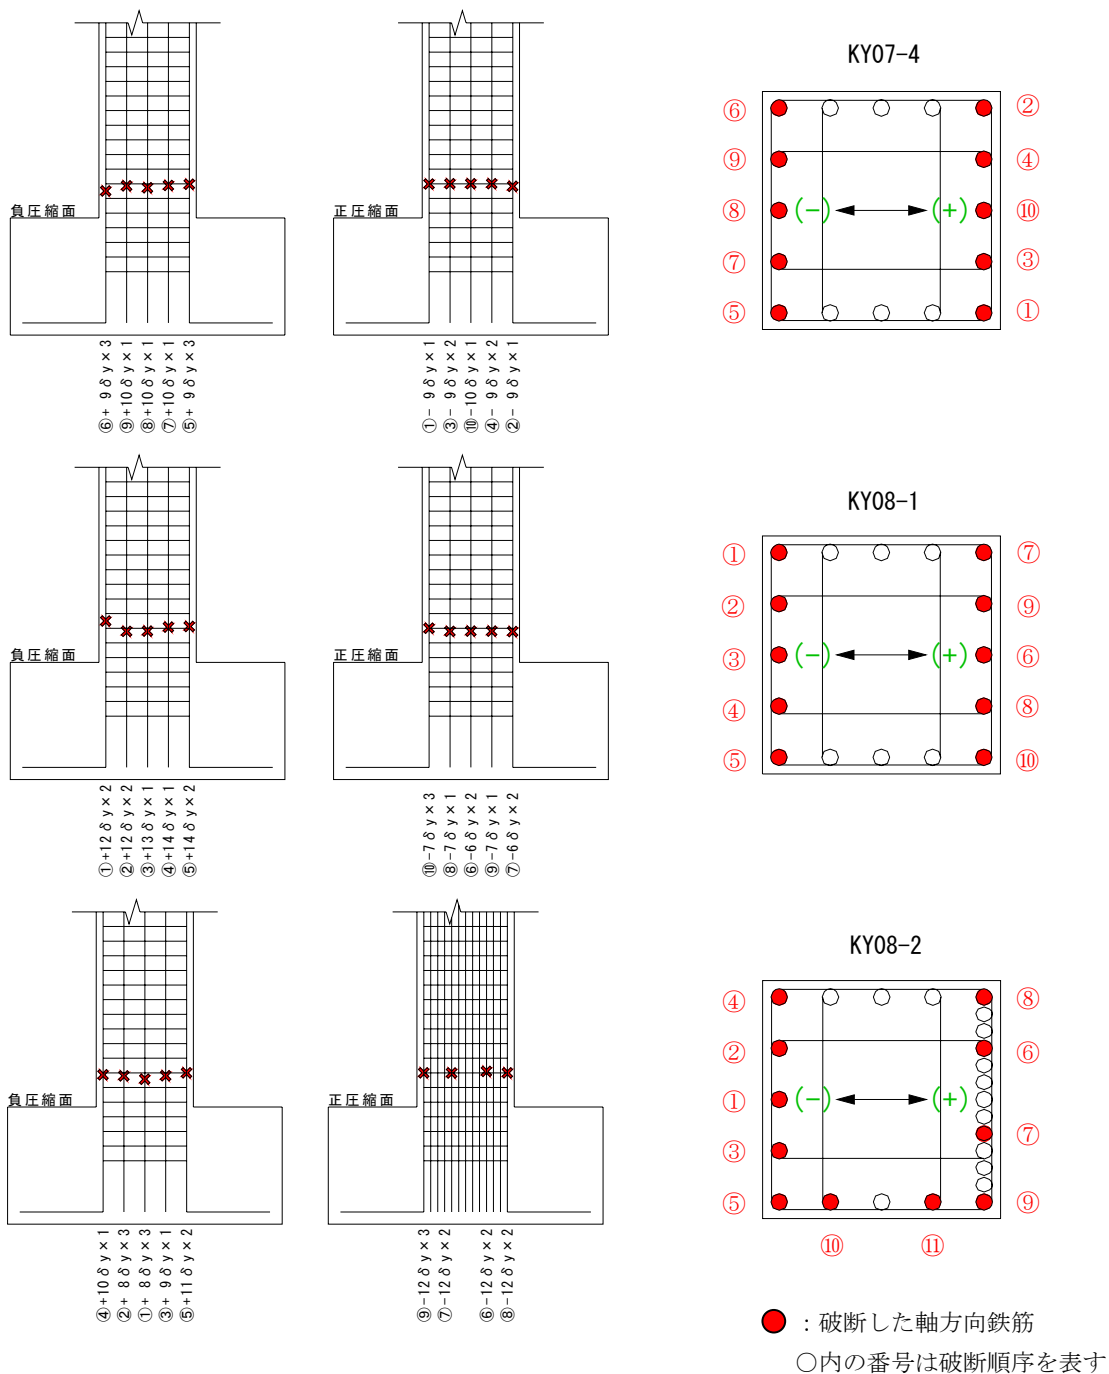 KY07-4
負圧縮面
正圧縮面
⑥ ②
⑨ ④
⑧ (-) (+) ⑩
⑦ ③
⑤ ①
⑥+ 9δy×3
⑨+10δy×1
⑧+10δy×1
⑦+10δy×1
⑤+ 9δy×3
①- 9δy×1
③- 9δy×2
⑩-10δy×1
④- 9δy×2
②- 9δy×1
KY08-1
負圧縮面
正圧縮面
① ⑦
② ⑨
③ (-) (+) ⑥
④ ⑧
⑤ ⑩
①+12δy×2
②+12δy×2
③+13δy×1
④+14δy×1
⑤+14δy×2
⑩-7δy×3
⑧-7δy×1
⑥-6δy×2
⑨-7δy×1
⑦-6δy×2
KY08-2
負圧縮面
正圧縮面
④ ⑧
② ⑥
① (-) (+)
⑦
③
⑤ ⑨
⑩ ⑪
④+10δy×1
②+ 8δy×3
①+ 8δy×3
③+ 9δy×1
⑤+11δy×2
⑨-12δy×3
⑦-12δy×2
⑥-12δy×2
⑧-12δy×2
：破断した軸方向鉄筋
○内の番号は破断順序を表す